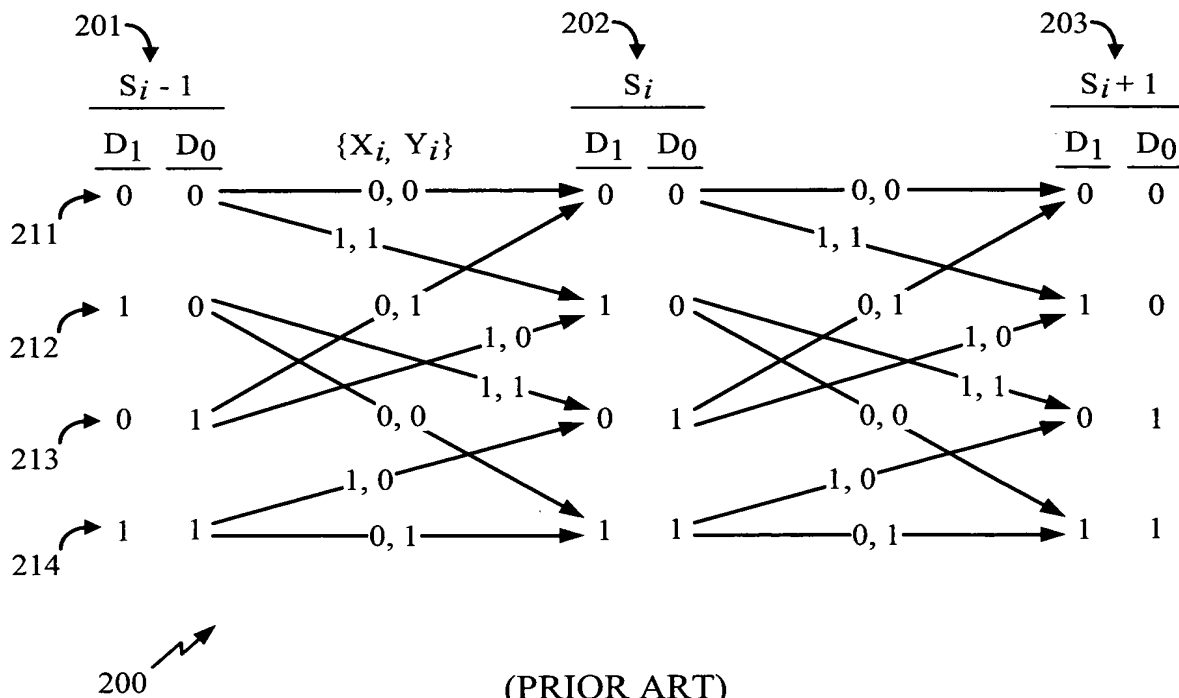 201 202 203
Si - 1 Si Si + 1
D1 D0 {Xi, Yi} D1 D0 D1 D0
0 0 0, 0 0 0 0, 0 0 0
211 1, 1 1, 1
1 0 0, 1 1 0 0, 1 1 0
212 1, 0 1, 0
1, 1 1, 1
0 1 0, 0 0 1 0, 0 0 1
213 1, 0 1, 0
1 1 0, 1 1 1 0, 1 1 1
214
200 (PRIOR ART)